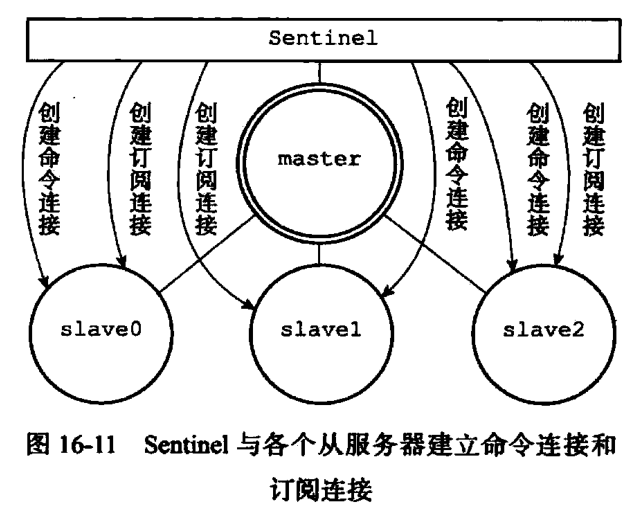 Sentinel
创建命令连接
创建订阅连接
创建订阅连接
创建命令连接
创建命令连接
创建订阅连接
master
slave0
slave1
slave2
图 16-11 Sentinel 与各个从服务器建立命令连接和
订阅连接